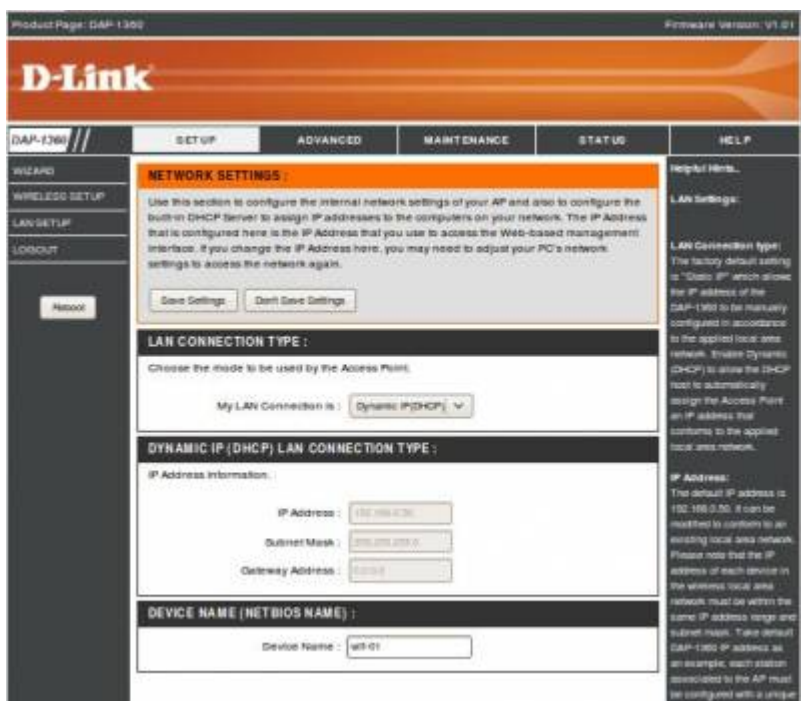 Product Page: DAP-1360
Firmware Version: V1.01
D-Link
DAP-1360
SETUP
ADVANCED
MAINTENANCE
STATUS
HELP
WIZARD
WIRELESS SETUP
LAN SETUP
LOGOUT
Reboot
NETWORK SETTINGS :
Use this section to configure the internal network settings of your AP and also to configure the
built-in DHCP Server to assign IP addresses to the computers on your network. The IP Address
that is configured here is the IP Address that you use to access the Web-based management
interface. If you change the IP Address here, you may need to adjust your PC's network
settings to access the network again.
Save Settings
Don't Save Settings
LAN CONNECTION TYPE :
Choose the mode to be used by the Access Point.
My LAN Connection is :
Dynamic IP(DHCP)
DYNAMIC IP (DHCP) LAN CONNECTION TYPE :
IP Address Information.
IP Address :
192.168.0.50
Subnet Mask :
255.255.255.0
Gateway Address :
0.0.0.0
DEVICE NAME (NETBIOS NAME) :
Device Name :
wifi-01
Helpful Hints..
LAN Settings:
LAN Connection type:
The factory default setting
is "Static IP" which allows
the IP address of the
DAP-1360 to be manually
configured in accordance
to the applied local area
network. Enable Dynamic
(DHCP) to allow the DHCP
host to automatically
assign the Access Point
an IP address that
conforms to the applied
local area network.
IP Address:
The default IP address is
192.168.0.50. It can be
modified to conform to an
existing local area network.
Please note that the IP
address of each device in
the wireless local area
network must be within the
same IP address range and
subnet mask. Take default
DAP-1360 IP address as
an example, each station
associated to the AP must
be configured with a unique